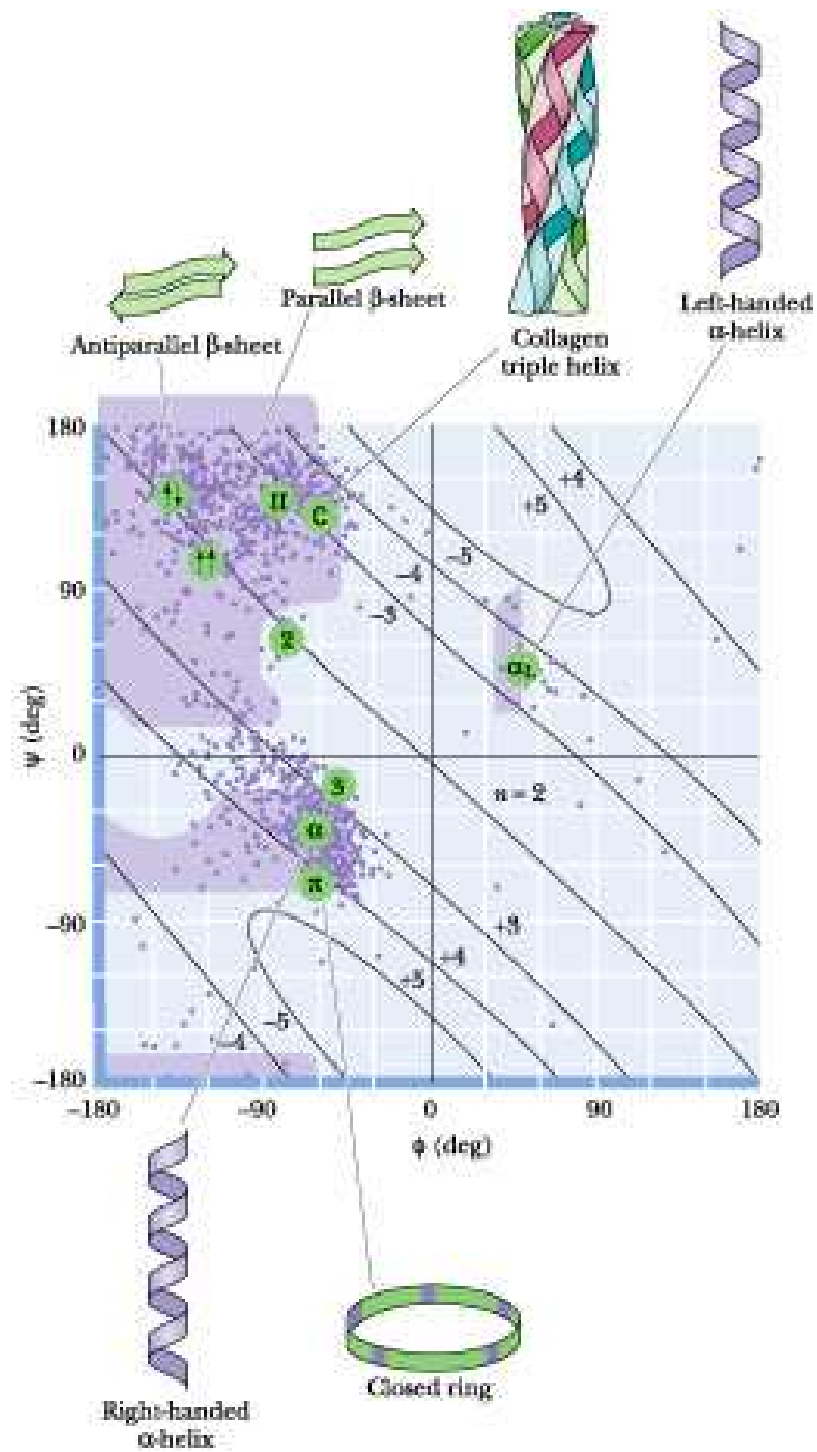 Parallel β-sheet
Left-handed
α-helix
Antiparallel β-sheet
Collagen
triple helix
180
+4
+5
II
C
-5
-4
90
-3
2
αL
ψ (deg)
0
3
n = 2
α
π
-90
+3
+4
+5
-5
-4
-180
-180
-90
0
90
180
φ (deg)
Closed ring
Right-handed
α-helix